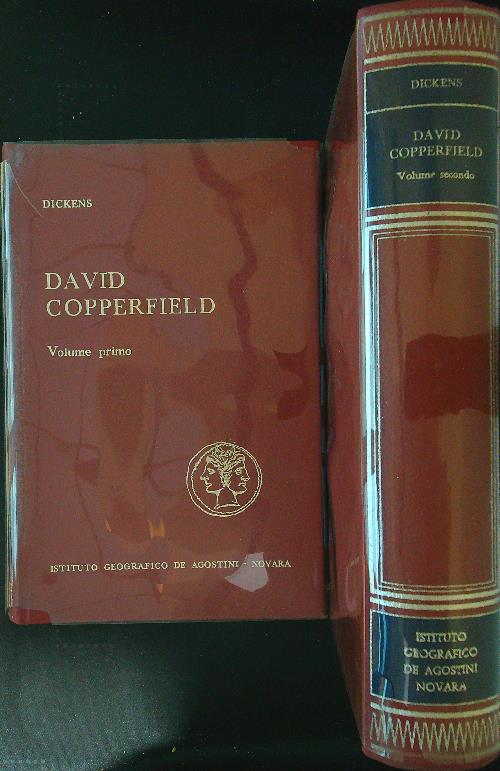 DICKENS
DAVID
COPPERFIELD
Volume primo
ISTITUTO GEOGRAFICO DE AGOSTINI - NOVARA
DICKENS
DAVID
COPPERFIELD
Volume secondo
ISTITUTO
GEOGRAFICO
DE AGOSTINI
NOVARA